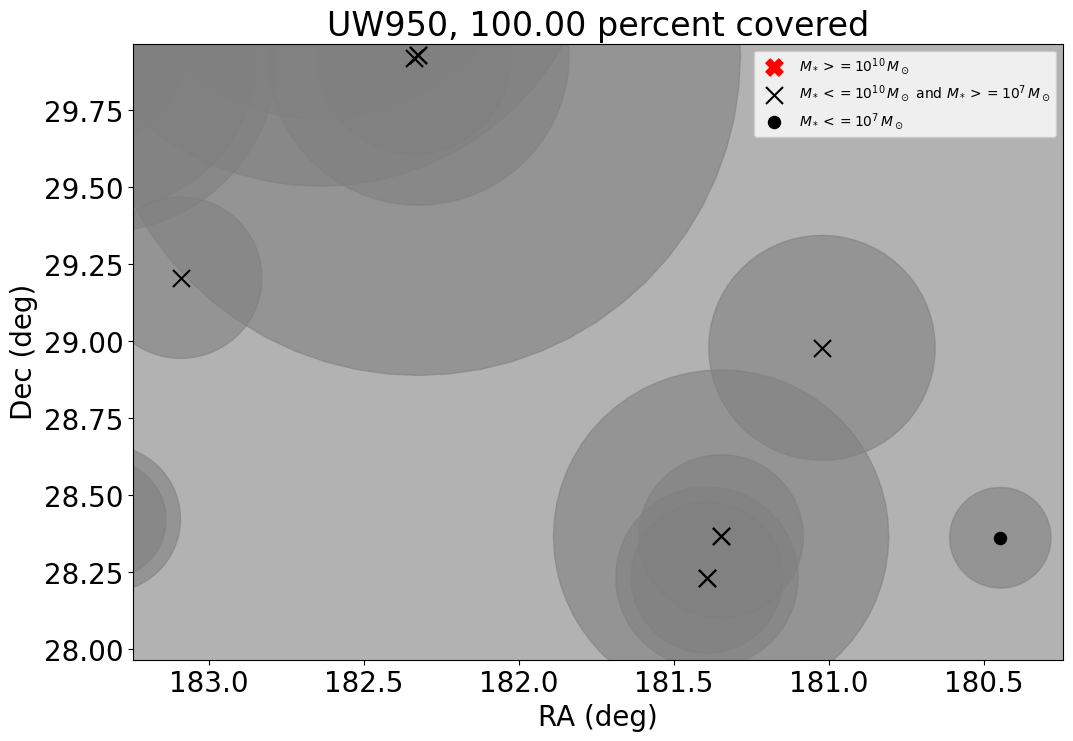 UW950, 100.00 percent covered
M* >= 10^10 M⊙
M* <= 10^10 M⊙ and M* >= 10^7 M⊙
M* <= 10^7 M⊙
29.75
29.50
29.25
29.00
28.75
28.50
28.25
28.00
Dec (deg)
183.0 182.5 182.0 181.5 181.0 180.5
RA (deg)